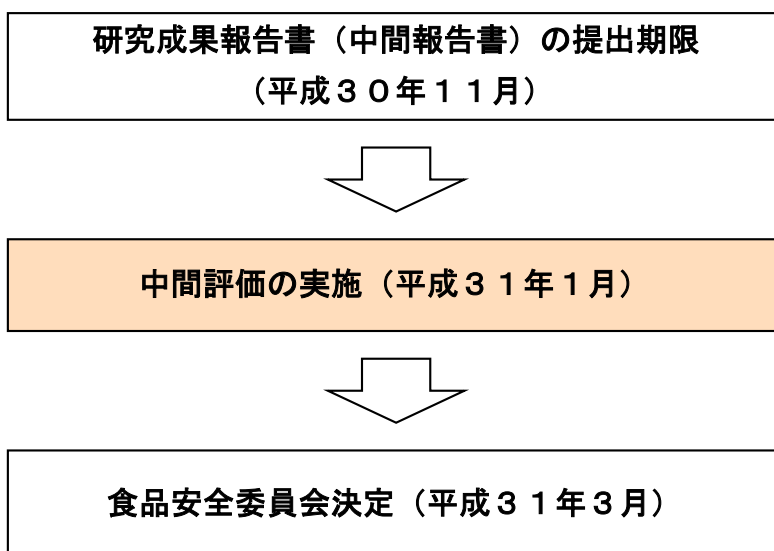 研究成果報告書（中間報告書）の提出期限
（平成３０年１１月）
中間評価の実施（平成３１年１月）
食品安全委員会決定（平成３１年３月）